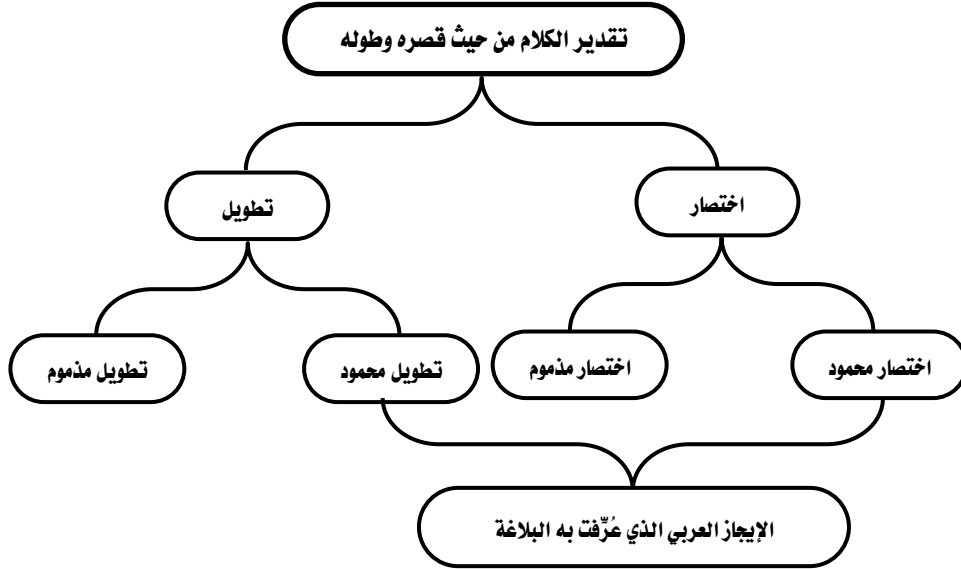 تقدير الكلام من حيث قصره وطوله
اختصار
تطويل
اختصار محمود
اختصار مذموم
تطويل محمود
تطويل مذموم
الإيجاز العربي الذي عُرِّفت به البلاغة